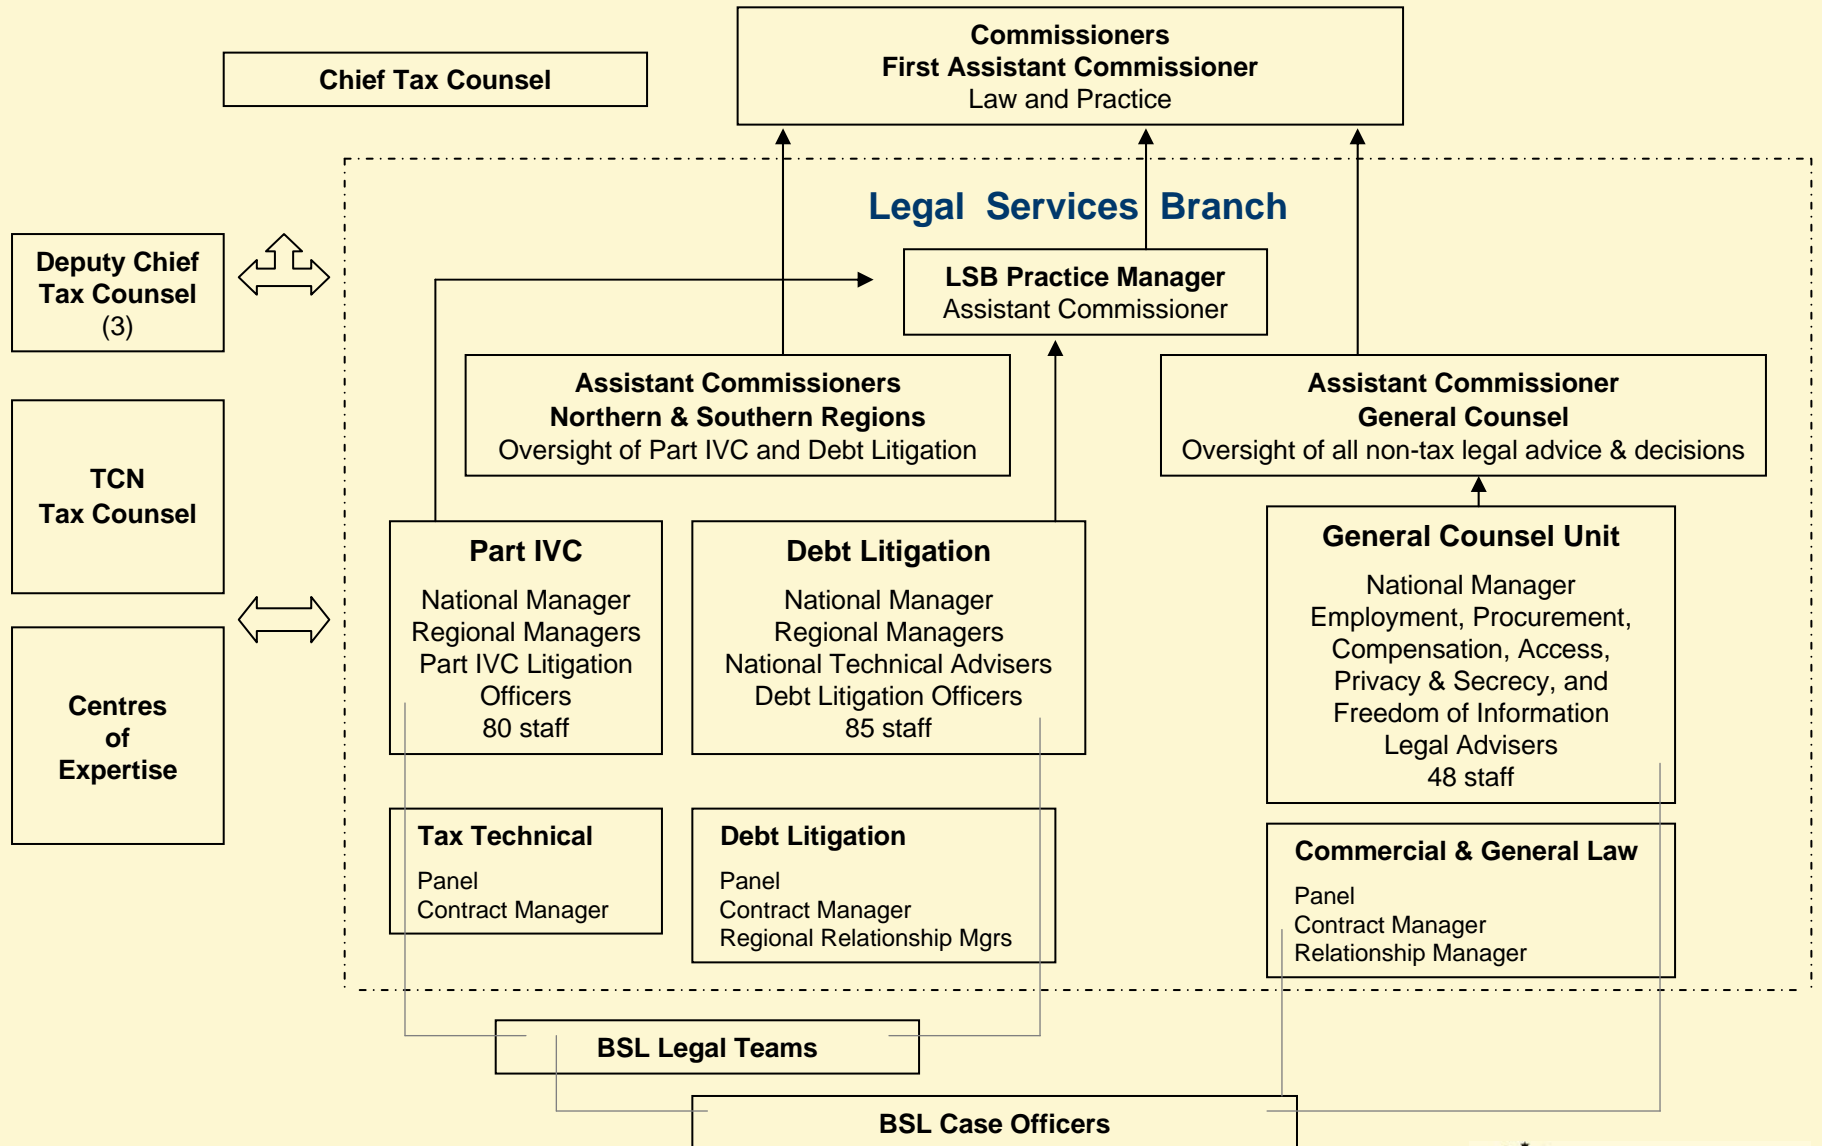 Commissioners
First Assistant Commissioner
Law and Practice
Chief Tax Counsel
Legal Services Branch
Deputy Chief
Tax Counsel
(3)
LSB Practice Manager
Assistant Commissioner
Assistant Commissioners
Northern & Southern Regions
Oversight of Part IVC and Debt Litigation
Assistant Commissioner
General Counsel
Oversight of all non-tax legal advice & decisions
TCN
Tax Counsel
Part IVC
National Manager
Regional Managers
Part IVC Litigation
Officers
80 staff
Debt Litigation
National Manager
Regional Managers
National Technical Advisers
Debt Litigation Officers
85 staff
General Counsel Unit
National Manager
Employment, Procurement,
Compensation, Access,
Privacy & Secrecy, and
Freedom of Information
Legal Advisers
48 staff
Centres
of
Expertise
Tax Technical
Panel
Contract Manager
Debt Litigation
Panel
Contract Manager
Regional Relationship Mgrs
Commercial & General Law
Panel
Contract Manager
Relationship Manager
BSL Legal Teams
BSL Case Officers